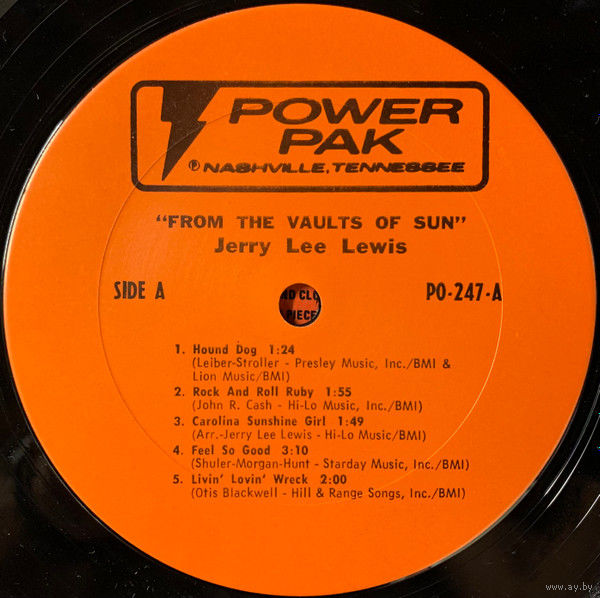 POWER
PAK
℗ NASHVILLE, TENNESSEE
"FROM THE VAULTS OF SUN"
Jerry Lee Lewis
SIDE A
PO-247-A
PIECE
1. Hound Dog 1:24
(Leiber-Stroller - Presley Music, Inc./BMI &
Lion Music/BMI)
2. Rock And Roll Ruby 1:55
(John R. Cash - Hi-Lo Music, Inc./BMI)
3. Carolina Sunshine Girl 1:49
(Arr.-Jerry Lee Lewis - Hi-Lo Music/BMI)
4. Feel So Good 3:10
(Shuler-Morgan-Hunt - Starday Music, Inc./BMI)
5. Livin' Lovin' Wreck 2:00
(Otis Blackwell - Hill & Range Songs, Inc./BMI)
www.ay.by